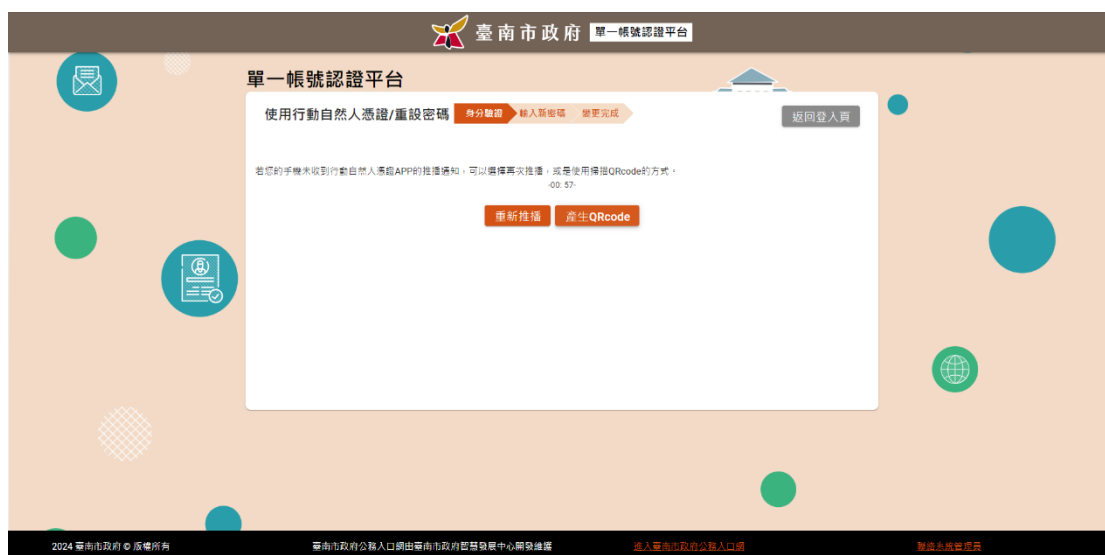 臺南市政府 單一帳號認證平台
單一帳號認證平台
使用行動自然人憑證/重設密碼 身分驗證 輸入新密碼 變更完成 返回登入頁
若您的手機未收到行動自然人憑證APP的推播通知，可以選擇再次推播，或是使用掃描QRcode的方式。
-00: 57-
重新推播 產生QRcode
2024 臺南市政府 © 版權所有 臺南市政府公務入口網由臺南市政府智慧發展中心開發維護 進入臺南市政府公務入口網 聯絡系統管理員